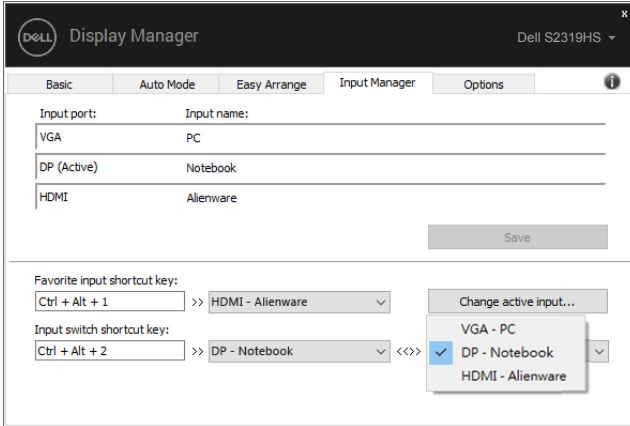 x
DELL Display Manager
Dell S2319HS
Basic Auto Mode Easy Arrange Input Manager Options i
Input port: Input name:
VGA PC
DP (Active) Notebook
HDMI Alienware
Save
Favorite input shortcut key:
Ctrl + Alt + 1 >> HDMI - Alienware Change active input...
Input switch shortcut key:
Ctrl + Alt + 2 >> DP - Notebook <<>>
VGA - PC
DP - Notebook
HDMI - Alienware